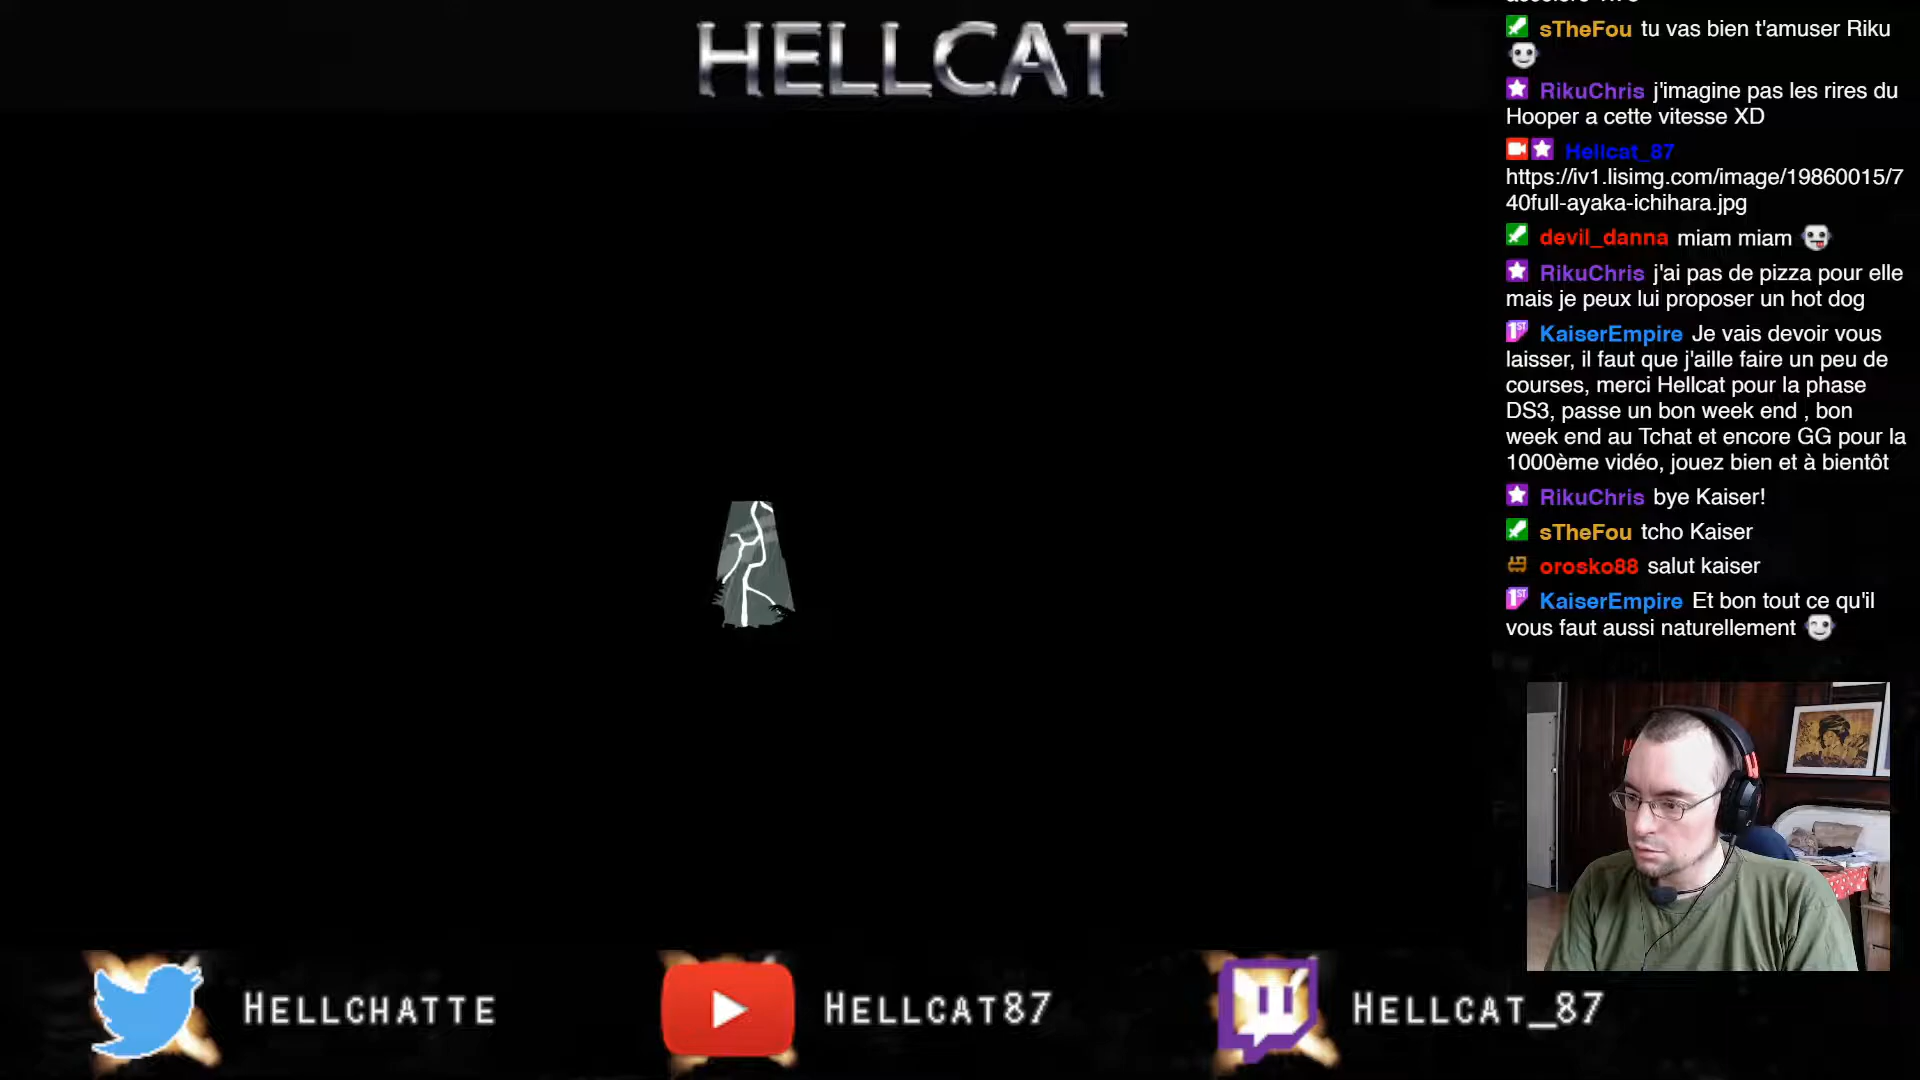 HELLCAT
sTheFou tu vas bien t'amuser Riku
RikuChris j'imagine pas les rires du
Hooper a cette vitesse XD
Hellcat_87
https://iv1.lisimg.com/image/19860015/7
40full-ayaka-ichihara.jpg
devil_danna miam miam
RikuChris j'ai pas de pizza pour elle
mais je peux lui proposer un hot dog
1ST KaiserEmpire Je vais devoir vous
laisser, il faut que j'aille faire un peu de
courses, merci Hellcat pour la phase
DS3, passe un bon week end , bon
week end au Tchat et encore GG pour la
1000ème vidéo, jouez bien et à bientôt
RikuChris bye Kaiser!
sTheFou tcho Kaiser
orosko88 salut kaiser
1ST KaiserEmpire Et bon tout ce qu'il
vous faut aussi naturellement
HELLCHATTE
HELLCAT87
HELLCAT_87